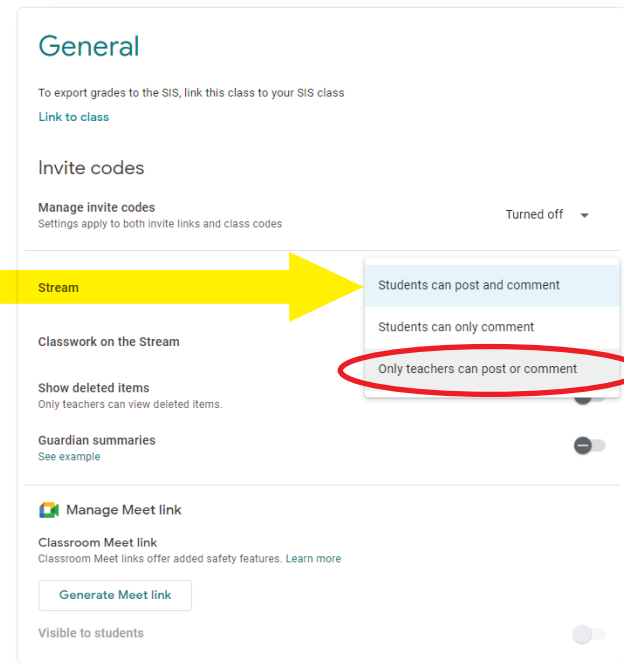 General
To export grades to the SIS, link this class to your SIS class
Link to class
Invite codes
Manage invite codes
Settings apply to both invite links and class codes
Turned off
Stream
Students can post and comment
Students can only comment
Classwork on the Stream
Only teachers can post or comment
Show deleted items
Only teachers can view deleted items.
Guardian summaries
See example
Manage Meet link
Classroom Meet link
Classroom Meet links offer added safety features. Learn more
Generate Meet link
Visible to students